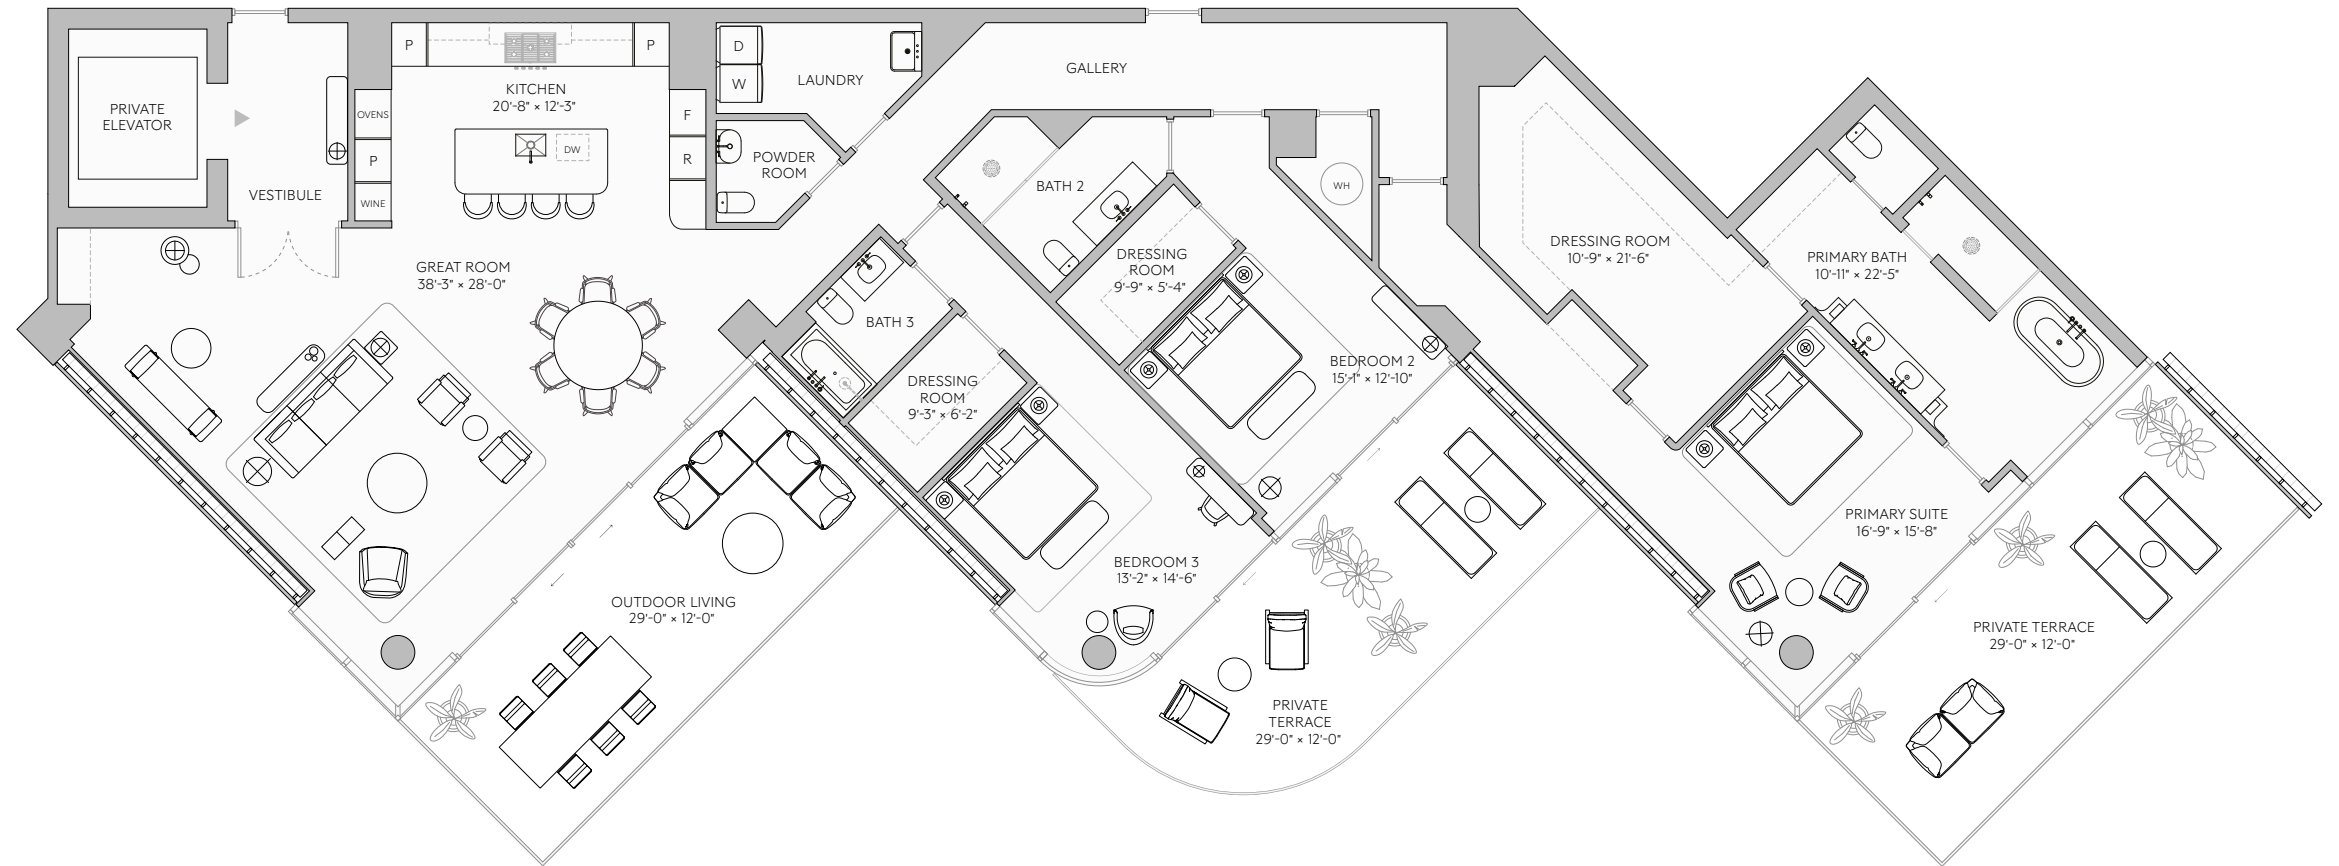 PRIVATE
ELEVATOR
VESTIBULE
P
P
KITCHEN
20'-8" × 12'-3"
OVENS
P
WINE
DW
F
R
D
W
LAUNDRY
POWDER
ROOM
GALLERY
GREAT ROOM
38'-3" × 28'-0"
BATH 2
WH
DRESSING
ROOM
9'-9" × 5'-4"
BATH 3
DRESSING
ROOM
9'-3" × 6'-2"
BEDROOM 2
15'-1" × 12'-10"
DRESSING ROOM
10'-9" × 21'-6"
PRIMARY BATH
10'-11" × 22'-5"
BEDROOM 3
13'-2" × 14'-6"
PRIMARY SUITE
16'-9" × 15'-8"
OUTDOOR LIVING
29'-0" × 12'-0"
PRIVATE
TERRACE
29'-0" × 12'-0"
PRIVATE TERRACE
29'-0" × 12'-0"